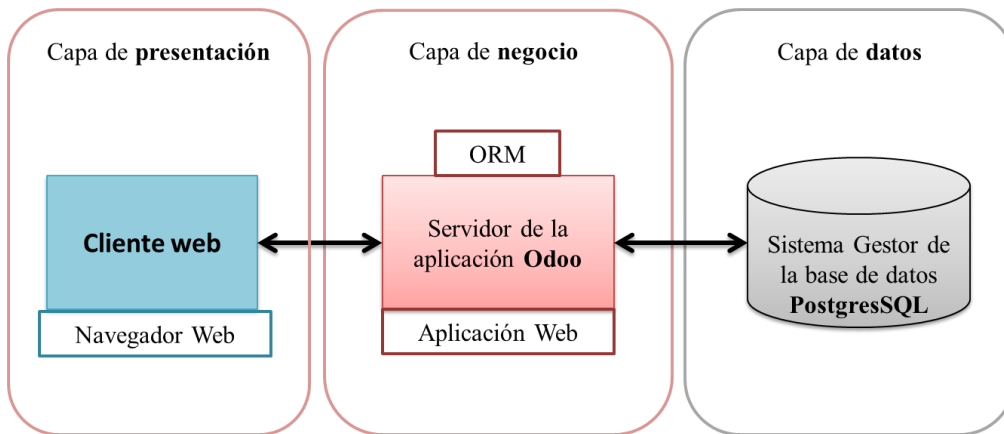 Capa de presentación
Capa de negocio
Capa de datos
ORM
Cliente web
Servidor de la
aplicación Odoo
Sistema Gestor de
la base de datos
PostgresSQL
Navegador Web
Aplicación Web